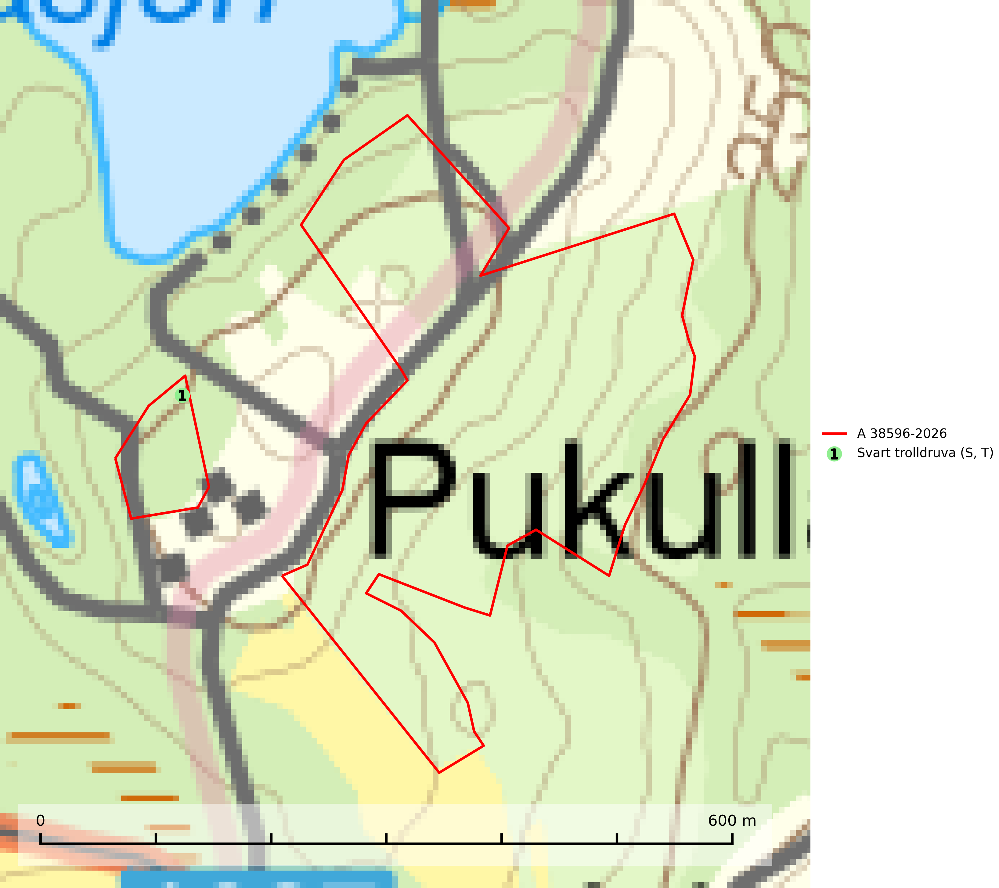 1
A 38596-2026
1 Svart trolldruva (S, T)
Pukull
0 600 m